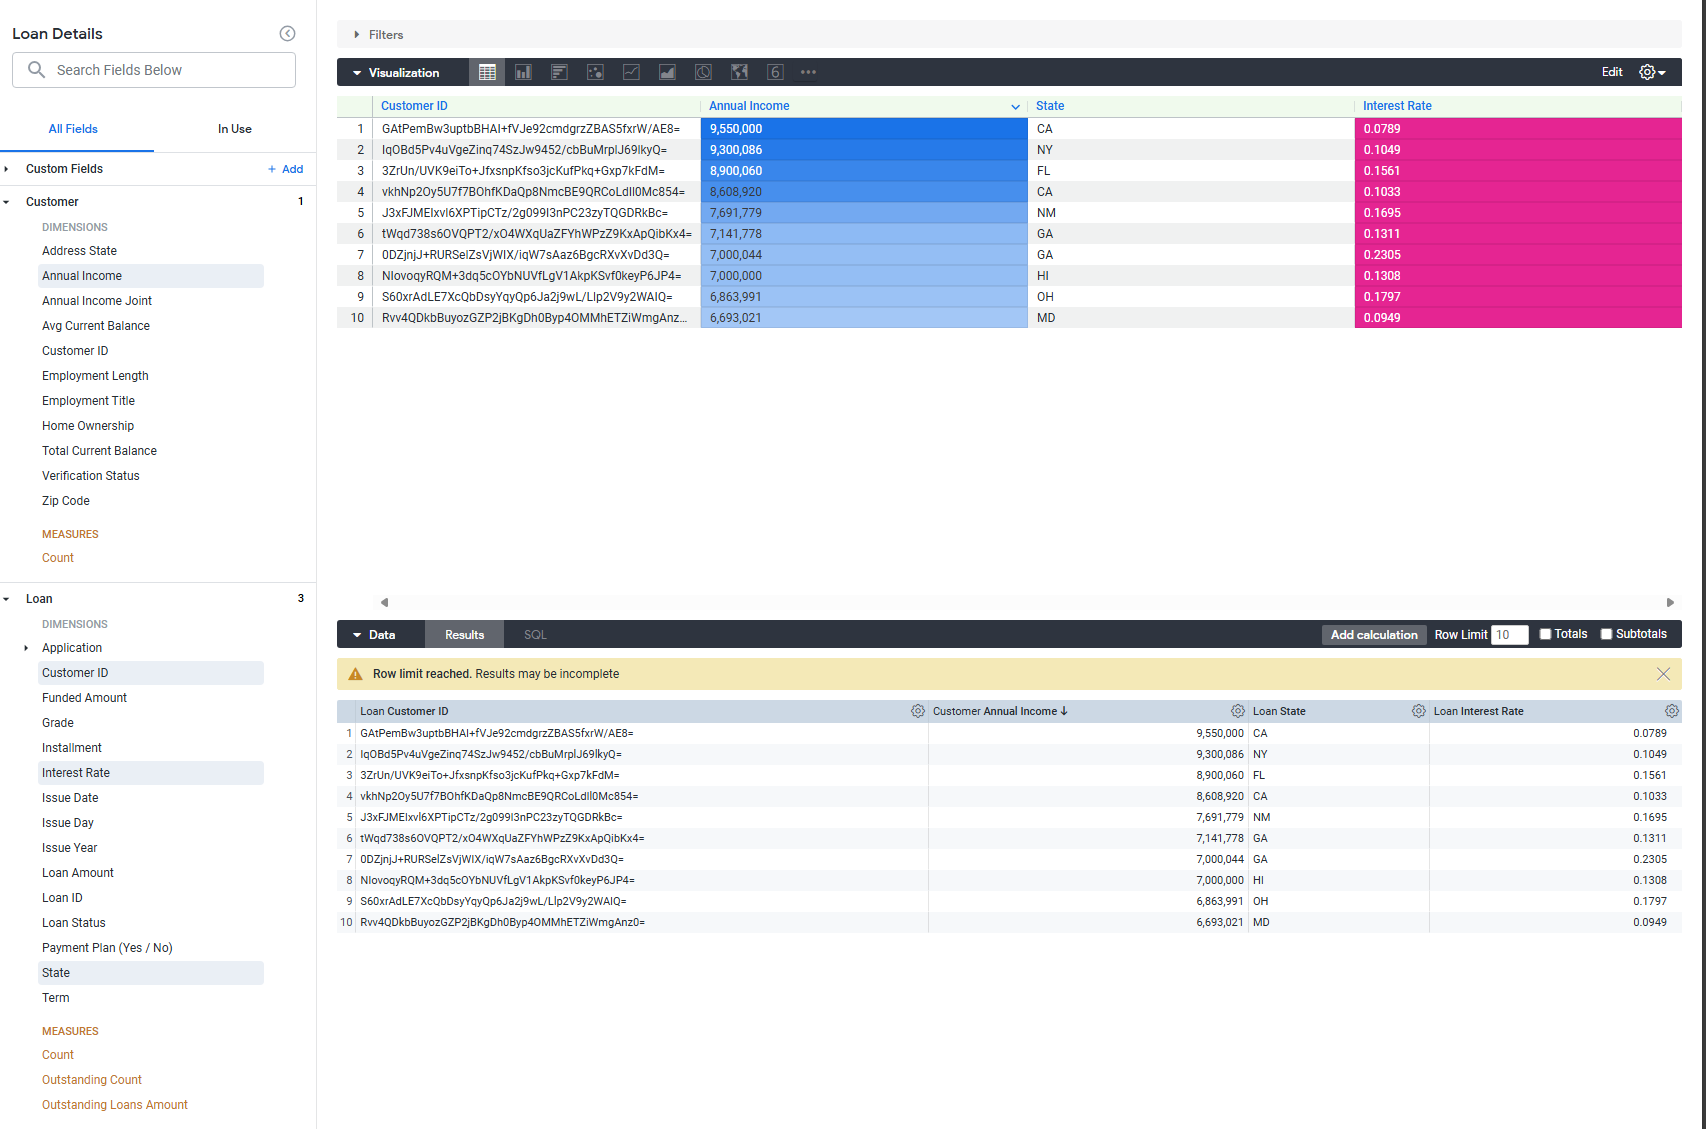 Loan Details
Search Fields Below
All Fields In Use
Custom Fields + Add
Customer 1
DIMENSIONS
Address State
Annual Income
Annual Income Joint
Avg Current Balance
Customer ID
Employment Length
Employment Title
Home Ownership
Total Current Balance
Verification Status
Zip Code
MEASURES
Count
Loan 3
DIMENSIONS
Application
Customer ID
Funded Amount
Grade
Installment
Interest Rate
Issue Date
Issue Day
Issue Year
Loan Amount
Loan ID
Loan Status
Payment Plan (Yes / No)
State
Term
MEASURES
Count
Outstanding Count
Outstanding Loans Amount
Filters
Visualization 6 Edit
Customer ID Annual Income State Interest Rate
1 GAtPemBw3uptbBHAI+fVJe92cmdgrzZBAS5fxrW/AE8= 9,550,000 CA 0.0789
2 IqOBd5Pv4uVgeZinq74SzJw9452/cbBuMrplJ69lkyQ= 9,300,086 NY 0.1049
3 3ZrUn/UVK9eiTo+JfxsnpKfso3jcKufPkq+Gxp7kFdM= 8,900,060 FL 0.1561
4 vkhNp2Oy5U7f7BOhfKDaQp8NmcBE9QRCoLdIl0Mc854= 8,608,920 CA 0.1033
5 J3xFJMEIxvl6XPTipCTz/2g099I3nPC23zyTQGDRkBc= 7,691,779 NM 0.1695
6 tWqd738s6OVQPT2/xO4WXqUaZFYhWPzZ9KxApQibKx4= 7,141,778 GA 0.1311
7 0DZjnjJ+RURSelZsVjWIX/iqW7sAaz6BgcRXvXvDd3Q= 7,000,044 GA 0.2305
8 NIovoqyRQM+3dq5cOYbNUVfLgV1AkpKSvf0keyP6JP4= 7,000,000 HI 0.1308
9 S60xrAdLE7XcQbDsyYqyQp6Ja2j9wL/Llp2V9y2WAIQ= 6,863,991 OH 0.1797
10 Rvv4QDkbBuyozGZP2jBKgDh0Byp4OMMhETZiWmgAnz... 6,693,021 MD 0.0949
Data Results SQL Add calculation Row Limit 10 Totals Subtotals
Row limit reached. Results may be incomplete
Loan Customer ID Customer Annual Income ↓ Loan State Loan Interest Rate
1 GAtPemBw3uptbBHAI+fVJe92cmdgrzZBAS5fxrW/AE8= 9,550,000 CA 0.0789
2 IqOBd5Pv4uVgeZinq74SzJw9452/cbBuMrplJ69lkyQ= 9,300,086 NY 0.1049
3 3ZrUn/UVK9eiTo+JfxsnpKfso3jcKufPkq+Gxp7kFdM= 8,900,060 FL 0.1561
4 vkhNp2Oy5U7f7BOhfKDaQp8NmcBE9QRCoLdIl0Mc854= 8,608,920 CA 0.1033
5 J3xFJMEIxvl6XPTipCTz/2g099I3nPC23zyTQGDRkBc= 7,691,779 NM 0.1695
6 tWqd738s6OVQPT2/xO4WXqUaZFYhWPzZ9KxApQibKx4= 7,141,778 GA 0.1311
7 0DZjnjJ+RURSelZsVjWIX/iqW7sAaz6BgcRXvXvDd3Q= 7,000,044 GA 0.2305
8 NIovoqyRQM+3dq5cOYbNUVfLgV1AkpKSvf0keyP6JP4= 7,000,000 HI 0.1308
9 S60xrAdLE7XcQbDsyYqyQp6Ja2j9wL/Llp2V9y2WAIQ= 6,863,991 OH 0.1797
10 Rvv4QDkbBuyozGZP2jBKgDh0Byp4OMMhETZiWmgAnz0= 6,693,021 MD 0.0949